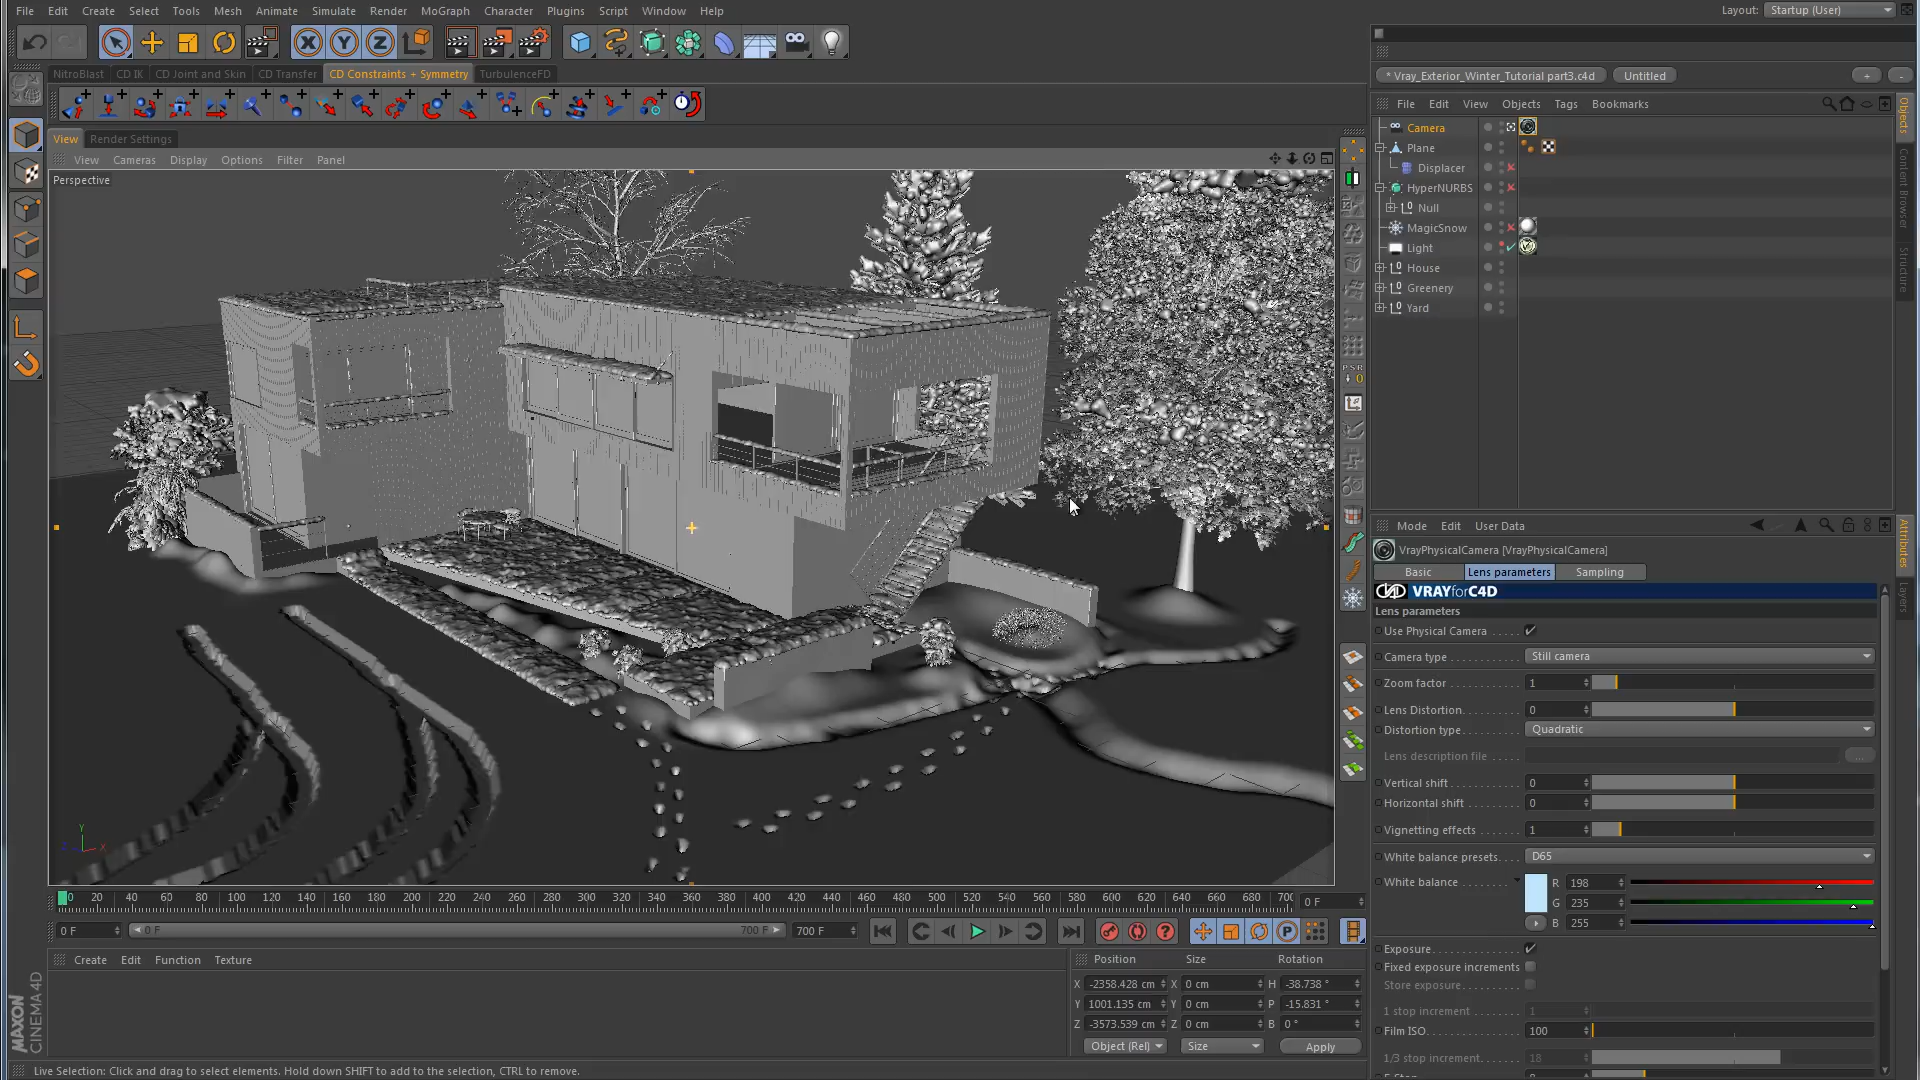 File Edit Create Select Tools Mesh Animate Simulate Render MoGraph Character Plugins Script Window Help
Layout: Startup (User)
NitroBlast CD IK CD Joint and Skin CD Transfer CD Constraints + Symmetry TurbulenceFD
View Render Settings
View Cameras Display Options Filter Panel
Perspective
* Vray_Exterior_Winter_Tutorial part3.c4d Untitled + -
File Edit View Objects Tags Bookmarks
Camera
Plane
Displacer
HyperNURBS
Null
MagicSnow
Light
House
Greenery
Yard
Objects
Content Browser
Structure
PSR
0
Mode Edit User Data
Attributes
Layers
VrayPhysicalCamera [VrayPhysicalCamera]
Basic Lens parameters Sampling
VRAYforC4D
Lens parameters
Use Physical Camera
Camera type Still camera
Zoom factor 1
Lens Distortion 0
Distortion type Quadratic
Lens description file ...
Vertical shift 0
Horizontal shift 0
Vignetting effects 1
White balance presets D65
White balance R 198
G 235
B 255
Exposure
Fixed exposure increments
Store exposure
1 stop increment 1
Film ISO 100
1/3 stop increment 18
Y
X
Z
0 20 40 60 80 100 120 140 160 180 200 220 240 260 280 300 320 340 360 380 400 420 440 460 480 500 520 540 560 580 600 620 640 660 680 700
0 F
0 F 0 F 700 F 700 F
Create Edit Function Texture
Position Size Rotation
X -2358.428 cm X 0 cm H -38.738 °
Y 1001.135 cm Y 0 cm P -15.831 °
Z -3573.539 cm Z 0 cm B 0 °
Object (Rel) Size Apply
MAXON
CINEMA 4D
Live Selection: Click and drag to select elements. Hold down SHIFT to add to the selection, CTRL to remove.